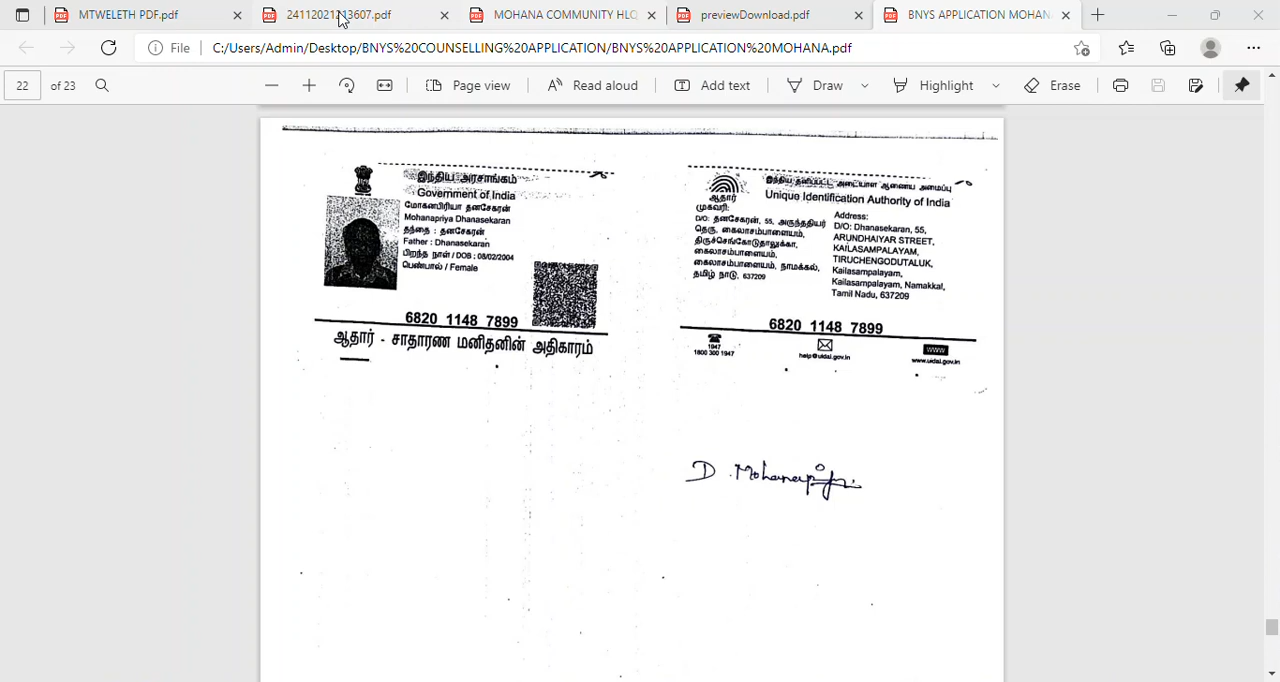 MTWELETH PDF.pdf
MOHANA COMMUNITY HLQ
previewDownload.pdf
BNYS APPLICATION MOHAN
File
C:/Users/Admin/Desktop/BNYS%20COUNSELLING%20APPLICATION/BNYS%20APPLICATION%20MOHANA.pdf
22 of 23
Page view
Read aloud
Add text
Draw
Highlight
Erase
இந்திய அரசாங்கம்
Government of India
மோகனபிரியா தனசேகரன்
Mohanapriya Dhanasekaran
தந்தை : தனசேகரன்
Father : Dhanasekaran
பிறந்த நாள் / DOB : 08/02/2004
பெண்பால் / Female
6820 1148 7899
ஆதார் - சாதாரண மனிதனின் அதிகாரம்
இந்திய தனிப்பட்ட அடையாள ஆணைய அமைப்பு
Unique Identification Authority of India
ஆதார்
முகவரி:
D/O: தனசேகரன், 55, அருந்ததியர்
தெரு, கைலாசம்பாளையம்,
திருச்செங்கோடுதாலுக்கா,
கைலாசம்பாளையம்,
கைலாசம்பாளையம், நாமக்கல்,
தமிழ் நாடு, 637209
Address:
D/O: Dhanasekaran, 55,
ARUNDHAIYAR STREET,
KAILASAMPALAYAM,
TIRUCHENGODUTALUK,
Kailasampalayam,
Kailasampalayam, Namakkal,
Tamil Nadu, 637209
6820 1148 7899
1947
1800 300 1947
help@uidai.gov.in
www
www.uidai.gov.in
D. Mohanapriya.